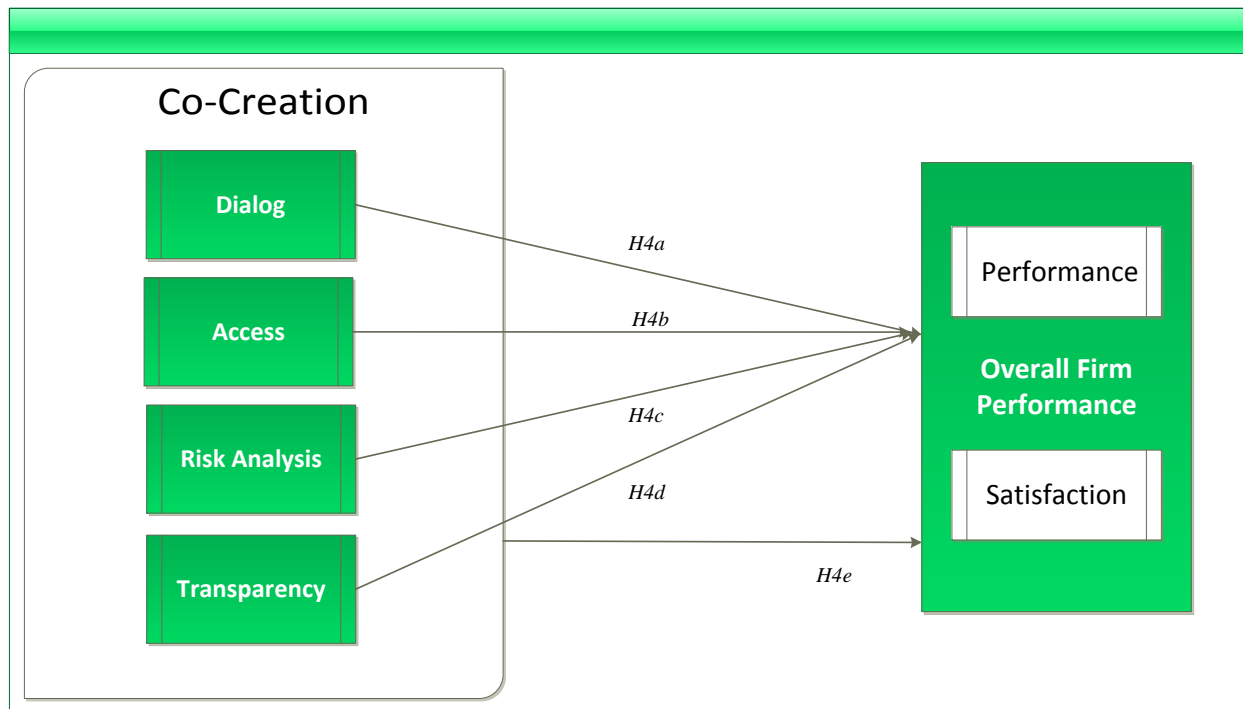 Co-Creation
Dialog
Access
Risk Analysis
Transparency
H4a
H4b
H4c
H4d
H4e
Performance
Overall Firm
Performance
Satisfaction